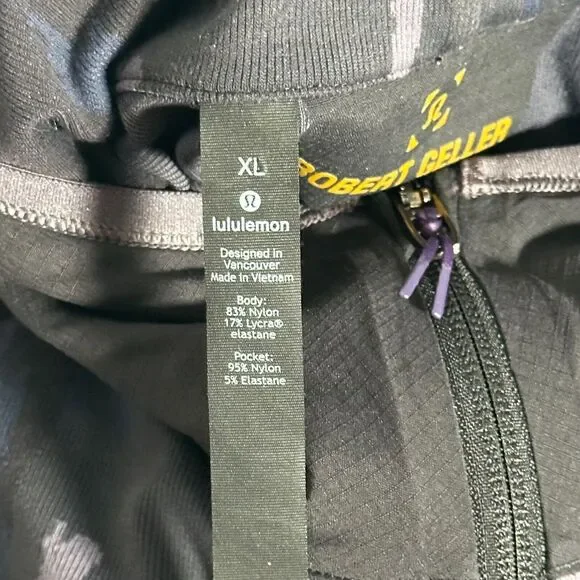 XL
lululemon
Designed in
Vancouver
Made in Vietnam
Body:
83% Nylon
17% Lycra®
elastane
Pocket:
95% Nylon
5% Elastane
ROBERT GELLER